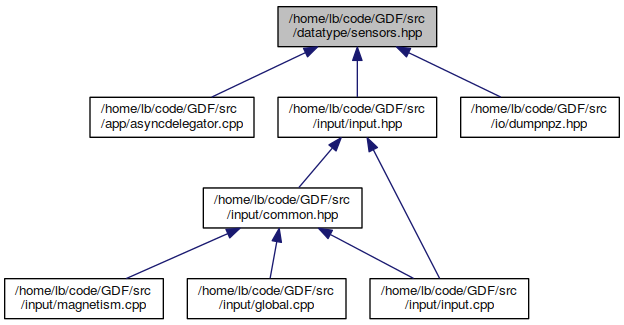 /home/lb/code/GDF/src
/datatype/sensors.hpp
/home/lb/code/GDF/src
/app/asyncdelegator.cpp
/home/lb/code/GDF/src
/input/input.hpp
/home/lb/code/GDF/src
/io/dumpnpz.hpp
/home/lb/code/GDF/src
/input/common.hpp
/home/lb/code/GDF/src
/input/magnetism.cpp
/home/lb/code/GDF/src
/input/global.cpp
/home/lb/code/GDF/src
/input/input.cpp